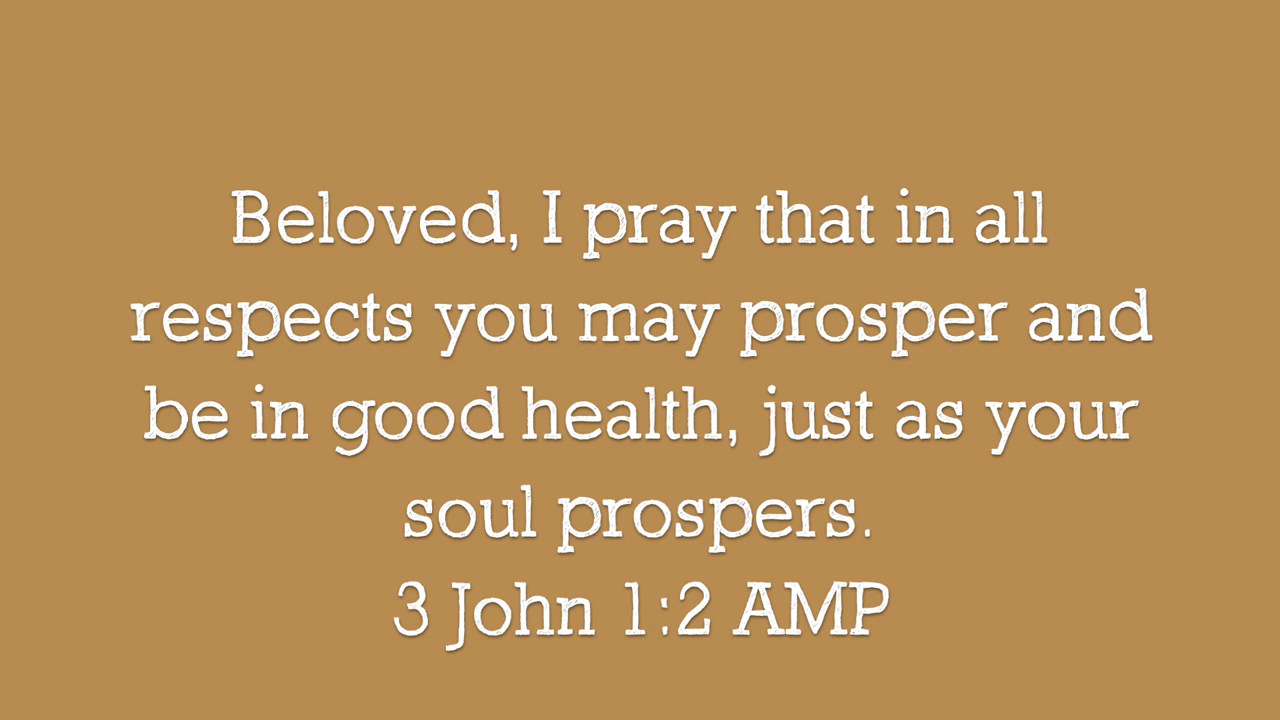 Beloved, I pray that in all
respects you may prosper and
be in good health, just as your
soul prospers.
3 John 1:2 AMP